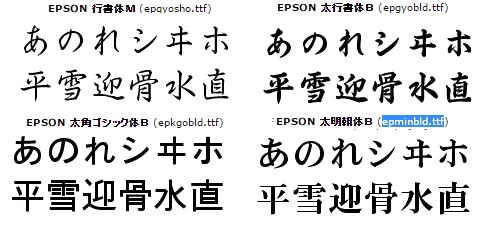 EPSON 行書体M (epgyosho.ttf)
あのれシヰホ
平雪迎骨水直
EPSON 太行書体B (epgyobld.ttf)
あのれシヰホ
平雪迎骨水直
EPSON 太角ゴシック体B (epkgobld.ttf)
あのれシヰホ
平雪迎骨水直
EPSON 太明朝体B (epminbld.ttf)
あのれシヰホ
平雪迎骨水直